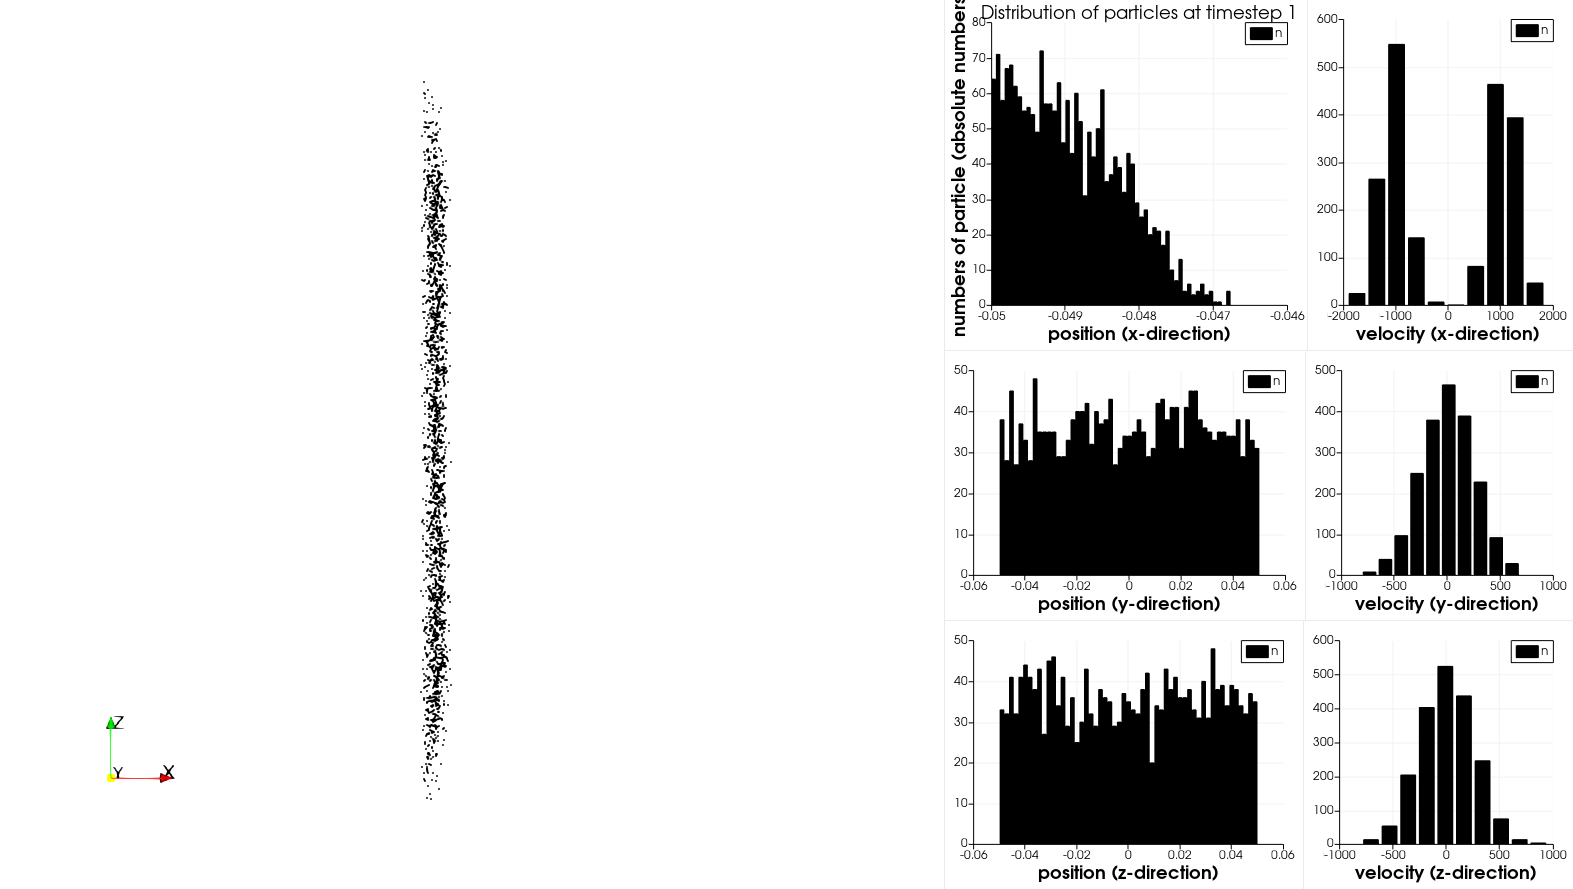 Distribution of particles at timestep 1
numbers of particle (absolute numbers
80
70
60
50
40
30
20
10
0
n
-0.05 -0.049 -0.048 -0.047 -0.046
position (x-direction)
600
500
400
300
200
100
0
n
-2000 -1000 0 1000 2000
velocity (x-direction)
50
40
30
20
10
0
n
-0.06 -0.04 -0.02 0 0.02 0.04 0.06
position (y-direction)
500
400
300
200
100
0
n
-1000 -500 0 500 1000
velocity (y-direction)
50
40
30
20
10
0
n
-0.06 -0.04 -0.02 0 0.02 0.04 0.06
position (z-direction)
600
500
400
300
200
100
0
n
-1000 -500 0 500 1000
velocity (z-direction)
Z
Y X